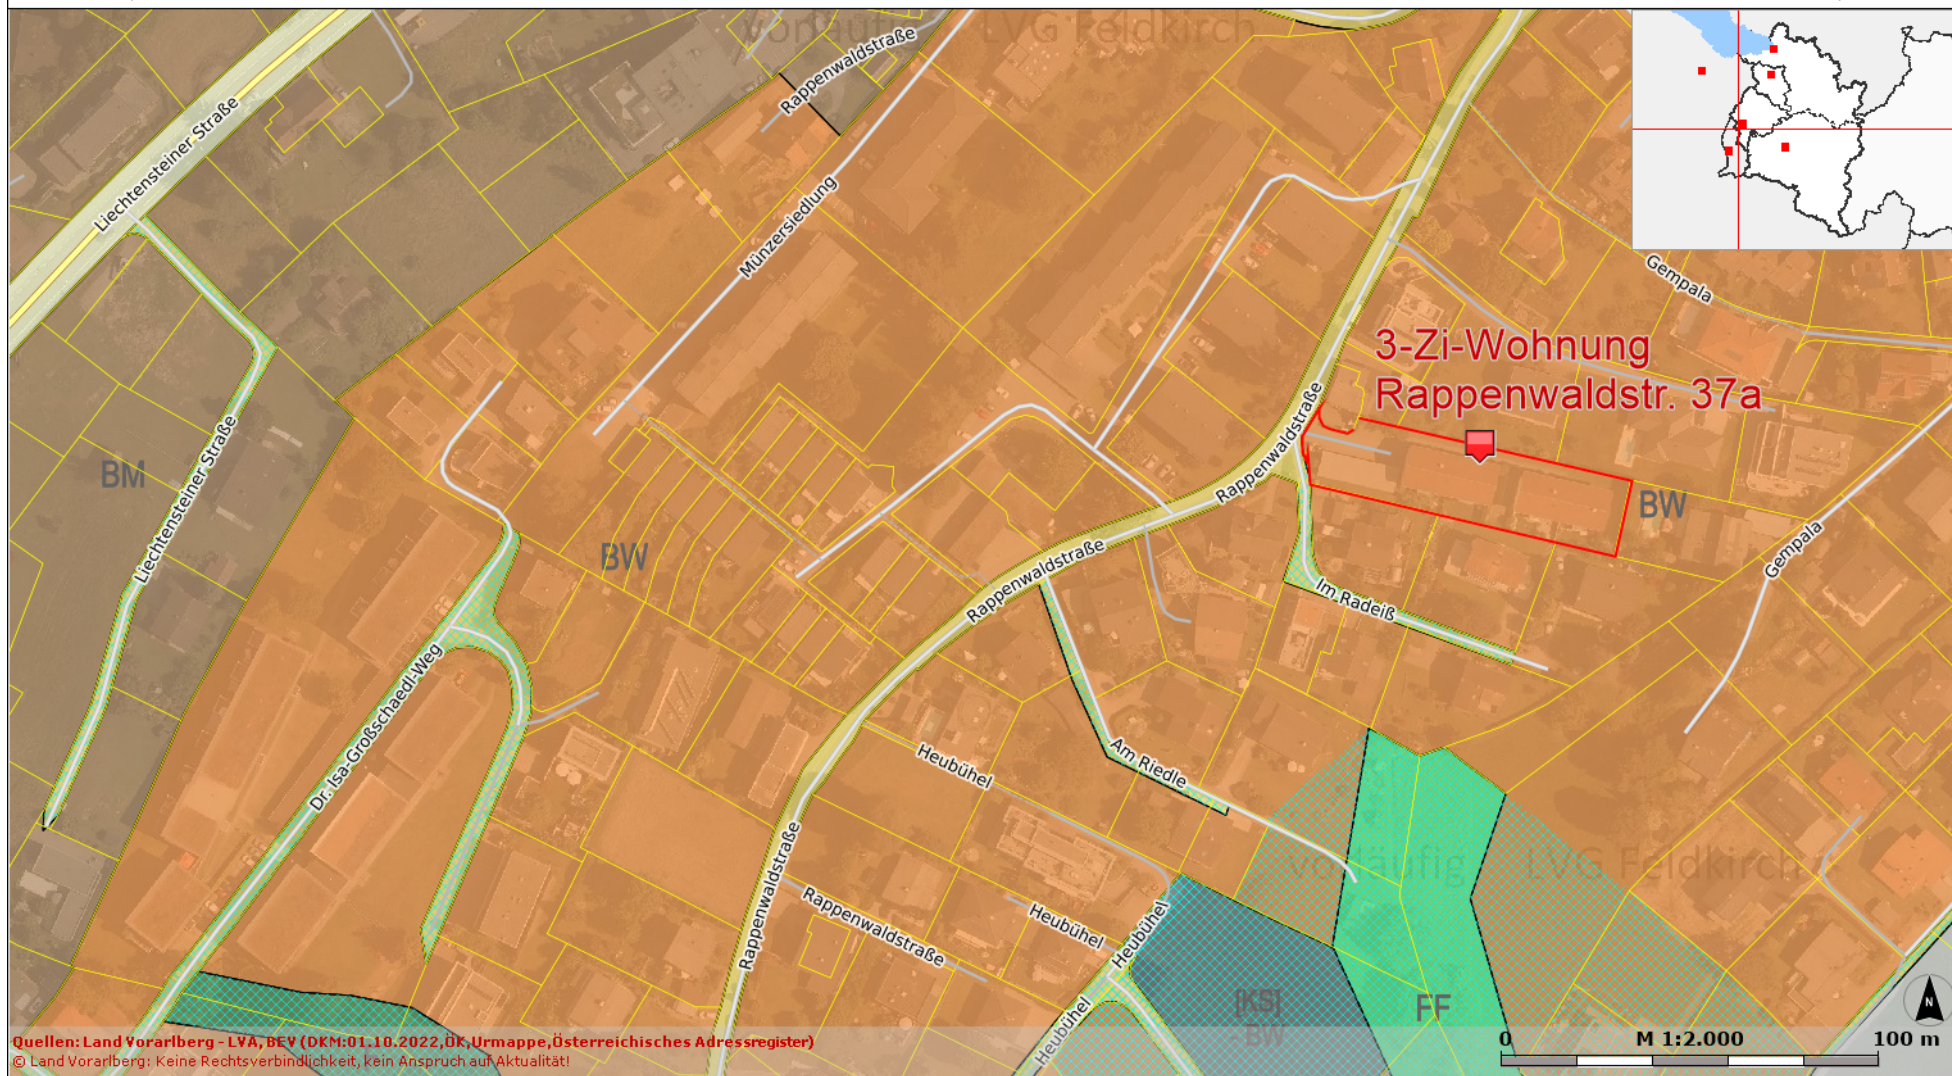 vorläufig LVG Feldkirch
Rappenwaldstraße
Rappenwaldstraße
Liechtensteiner Straße
Münzersiedlung
Gempala
3-Zi-Wohnung
Rappenwaldstr. 37a
Rappenwaldstraße
BM
Liechtensteiner Straße
BW
BW
Rappenwaldstraße
Gempala
Rappenwaldstraße
Im Radeiß
Dr. Isa-Großschaedl-Weg
Heubühel
Am Riedle
vorläufig LVG Feldkirch
Rappenwaldstraße
Rappenwaldstraße
Heubühel
Heubühel
Heubühel
[KS]
BW
FF
N
Quellen: Land Vorarlberg - LVA, BEV (DKM:01.10.2022,ÖK,Urmappe,Österreichisches Adressregister)
© Land Vorarlberg: Keine Rechtsverbindlichkeit, kein Anspruch auf Aktualität!
0 M 1:2.000 100 m